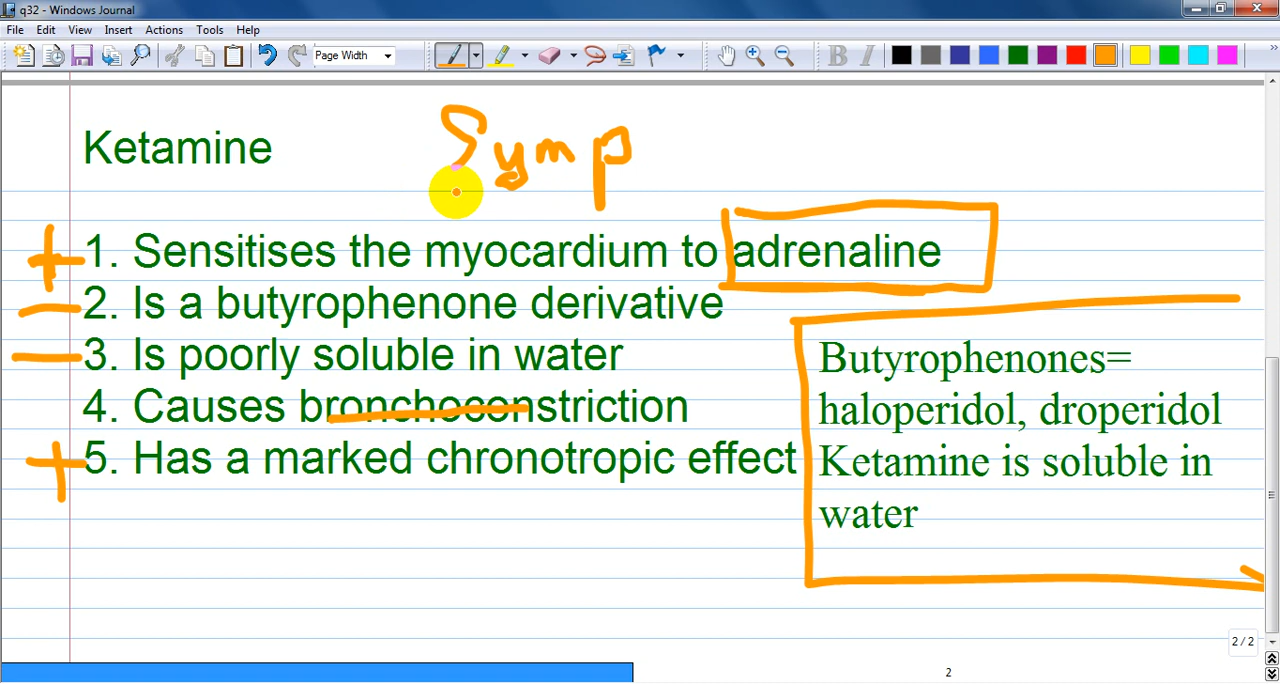 q32 - Windows Journal
File Edit View Insert Actions Tools Help
Page Width
B I
Ketamine
Symp
1. Sensitises the myocardium to adrenaline
2. Is a butyrophenone derivative
3. Is poorly soluble in water
4. Causes bronchoconstriction
5. Has a marked chronotropic effect
Butyrophenones=
haloperidol, droperidol
Ketamine is soluble in
water
2 / 2
2